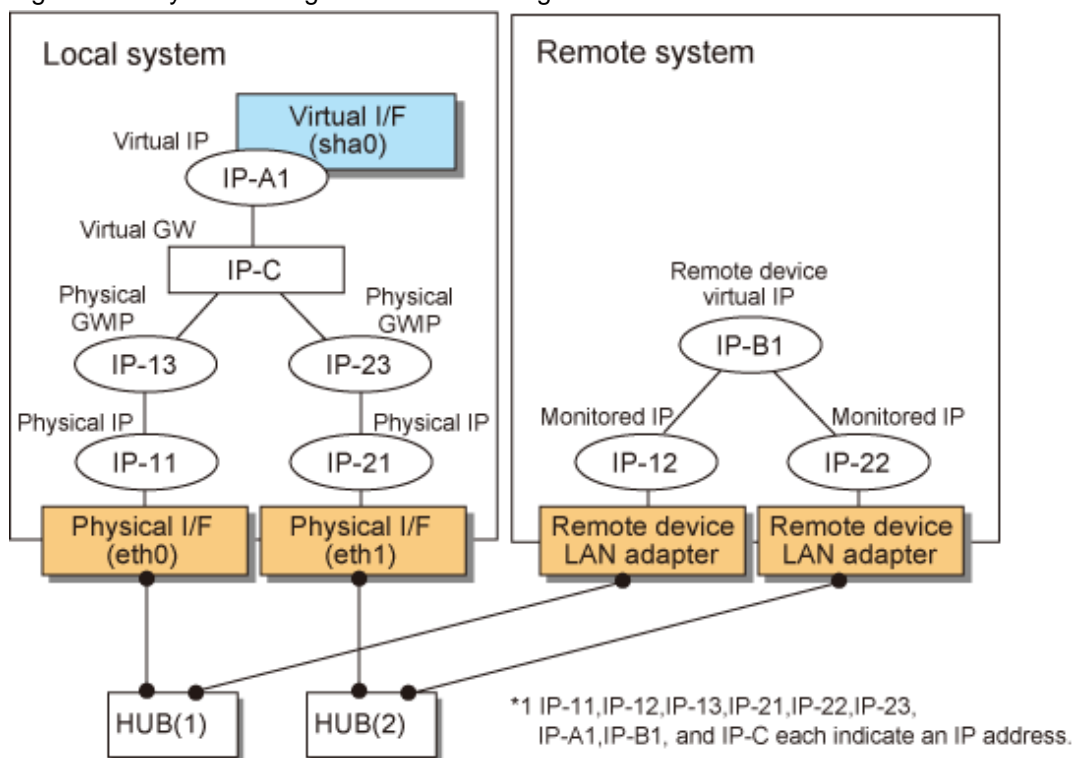 Local system
Virtual I/F
(sha0)
Virtual IP
IP-A1
Virtual GW
IP-C
Physical
GWIP
Physical
GWIP
IP-13
IP-23
Physical IP
Physical IP
IP-11
IP-21
Physical I/F
(eth0)
Physical I/F
(eth1)
Remote system
Remote device
virtual IP
IP-B1
Monitored IP
Monitored IP
IP-12
IP-22
Remote device
LAN adapter
Remote device
LAN adapter
HUB(1)
HUB(2)
*1 IP-11,IP-12,IP-13,IP-21,IP-22,IP-23,
IP-A1,IP-B1, and IP-C each indicate an IP address.